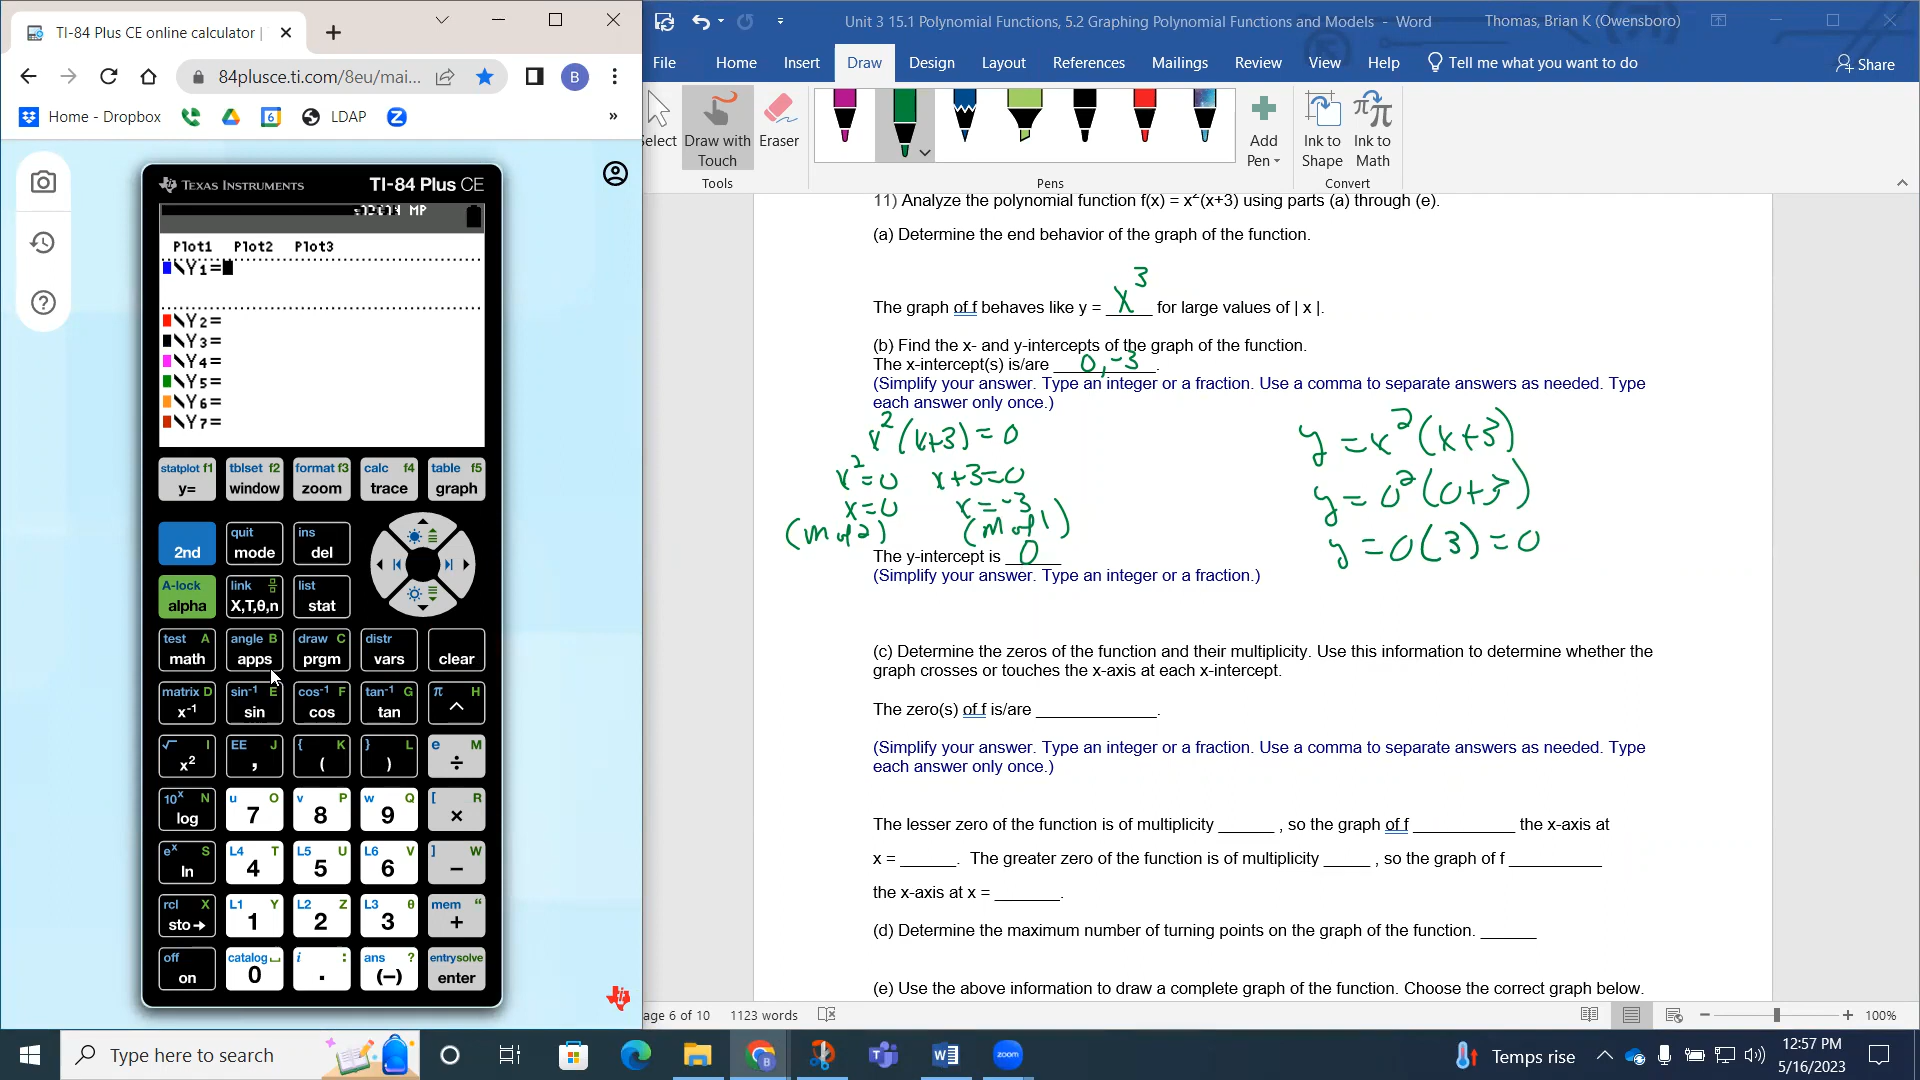 TI-84 Plus CE online calculator |
84plusce.ti.com/8eu/mai...
B
Home - Dropbox
6
LDAP
»
TEXAS INSTRUMENTS
TI-84 Plus CE
MP
Plot1 Plot2 Plot3
\Y1=
\Y2=
\Y3=
\Y4=
\Y5=
\Y6=
\Y7=
statplot f1 tblset f2 format f3 calc f4 table f5
y= window zoom trace graph
quit ins
2nd mode del
A-lock link list
alpha X,T,θ,n stat
test A angle B draw C distr
math apps prgm vars clear
matrix D sin-1 E cos-1 F tan-1 G π H
x-1 sin cos tan ^
√ I EE J { K } L e M
x2 , ( ) ÷
10x N u O v P w Q [ R
log 7 8 9 ×
ex S L4 T L5 U L6 V ] W
ln 4 5 6 −
rcl X L1 Y L2 Z L3 θ mem "
sto→ 1 2 3 +
off catalog i : ans ? entrysolve
on 0 . (−) enter
Unit 3 15.1 Polynomial Functions, 5.2 Graphing Polynomial Functions and Models - Word
Thomas, Brian K (Owensboro)
File Home Insert Draw Design Layout References Mailings Review View Help Tell me what you want to do
Share
elect
Draw with Touch
Eraser
Add Pen
Ink to Shape
Ink to Math
Tools
Pens
Convert
11) Analyze the polynomial function f(x) = x²(x+3) using parts (a) through (e).
(a) Determine the end behavior of the graph of the function.
The graph of f behaves like y = x³ for large values of | x |.
(b) Find the x- and y-intercepts of the graph of the function.
The x-intercept(s) is/are 0, -3.
(Simplify your answer. Type an integer or a fraction. Use a comma to separate answers as needed. Type
each answer only once.)
x²(x+3) = 0
x²=0 x+3=0
x=0 x=-3
(m of 2) (m of 1)
y = x²(x+3)
y = 0²(0+3)
y = 0(3) = 0
The y-intercept is 0
(Simplify your answer. Type an integer or a fraction.)
(c) Determine the zeros of the function and their multiplicity. Use this information to determine whether the
graph crosses or touches the x-axis at each x-intercept.
The zero(s) of f is/are _____________.
(Simplify your answer. Type an integer or a fraction. Use a comma to separate answers as needed. Type
each answer only once.)
The lesser zero of the function is of multiplicity ______ , so the graph of f ___________ the x-axis at
x = ______. The greater zero of the function is of multiplicity _____ , so the graph of f __________
the x-axis at x = _______.
(d) Determine the maximum number of turning points on the graph of the function. ______
(e) Use the above information to draw a complete graph of the function. Choose the correct graph below.
age 6 of 10 1123 words
100%
Type here to search
zoom
Temps rise
12:57 PM
5/16/2023